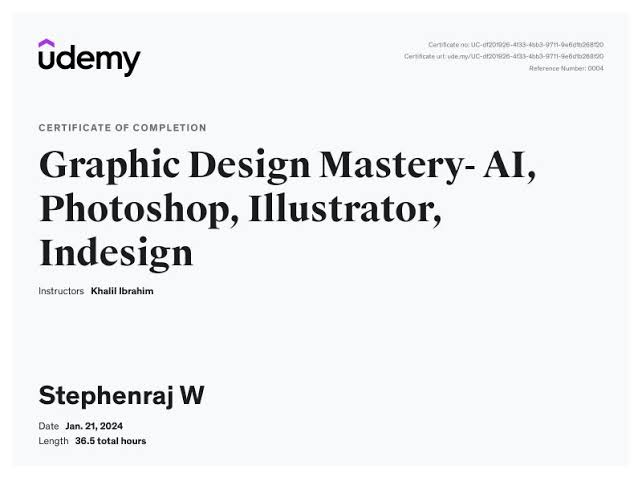 udemy
Certificate no: UC-df201926-4f33-4bb3-9711-9e6d1b268f20
Certificate url: ude.my/UC-df201926-4f33-4bb3-9711-9e6d1b268f20
Reference Number: 0004
CERTIFICATE OF COMPLETION
Graphic Design Mastery- AI,
Photoshop, Illustrator,
Indesign
Instructors Khalil Ibrahim
Stephenraj W
Date Jan. 21, 2024
Length 36.5 total hours